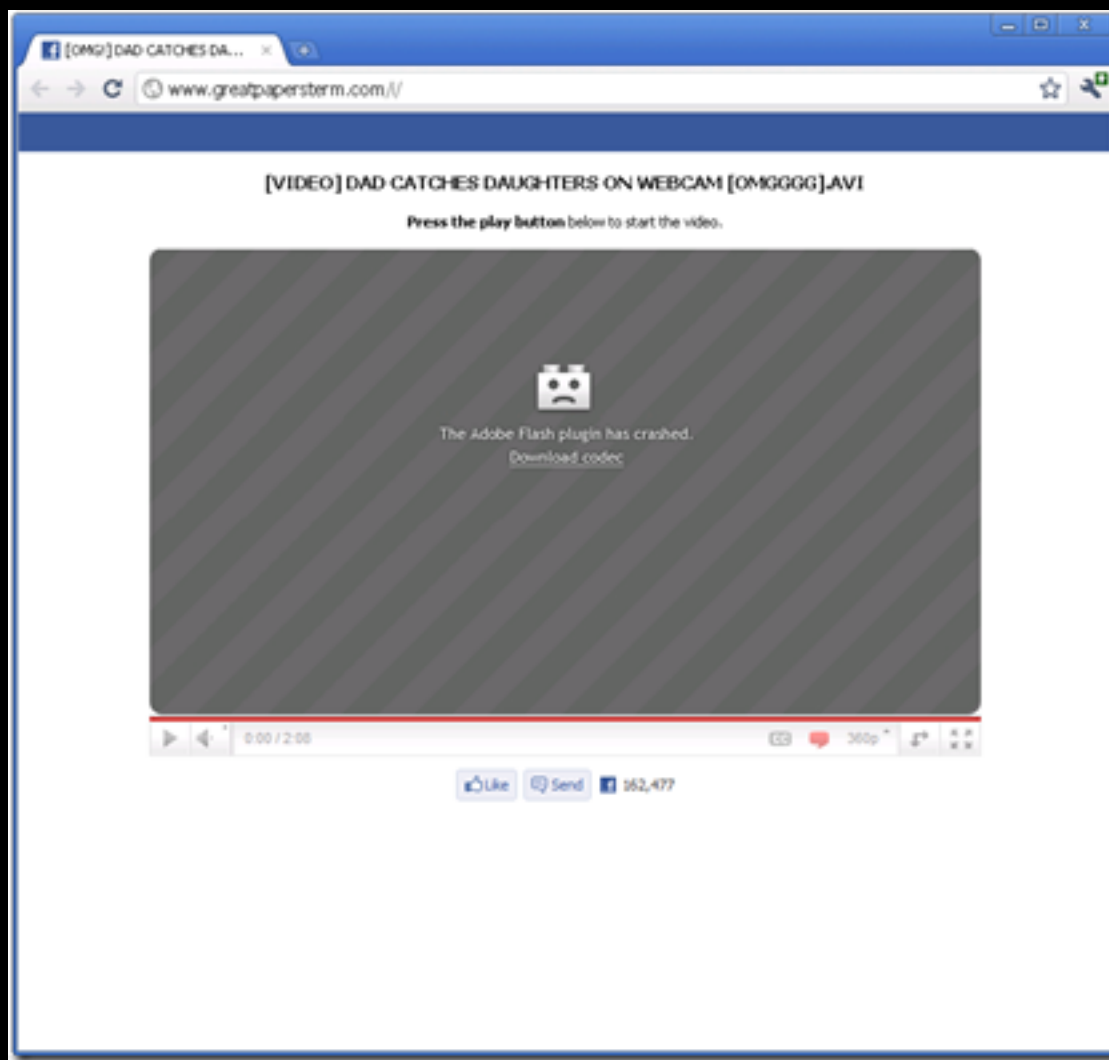 [OMG!] DAD CATCHES DA...
www.greatpapersterm.com/l/
[VIDEO] DAD CATCHES DAUGHTERS ON WEBCAM [OMGGGG].AVI
Press the play button below to start the video.
The Adobe Flash plugin has crashed.
Download codec
0:00 / 2:08
CC
360p
Like Send 162,477